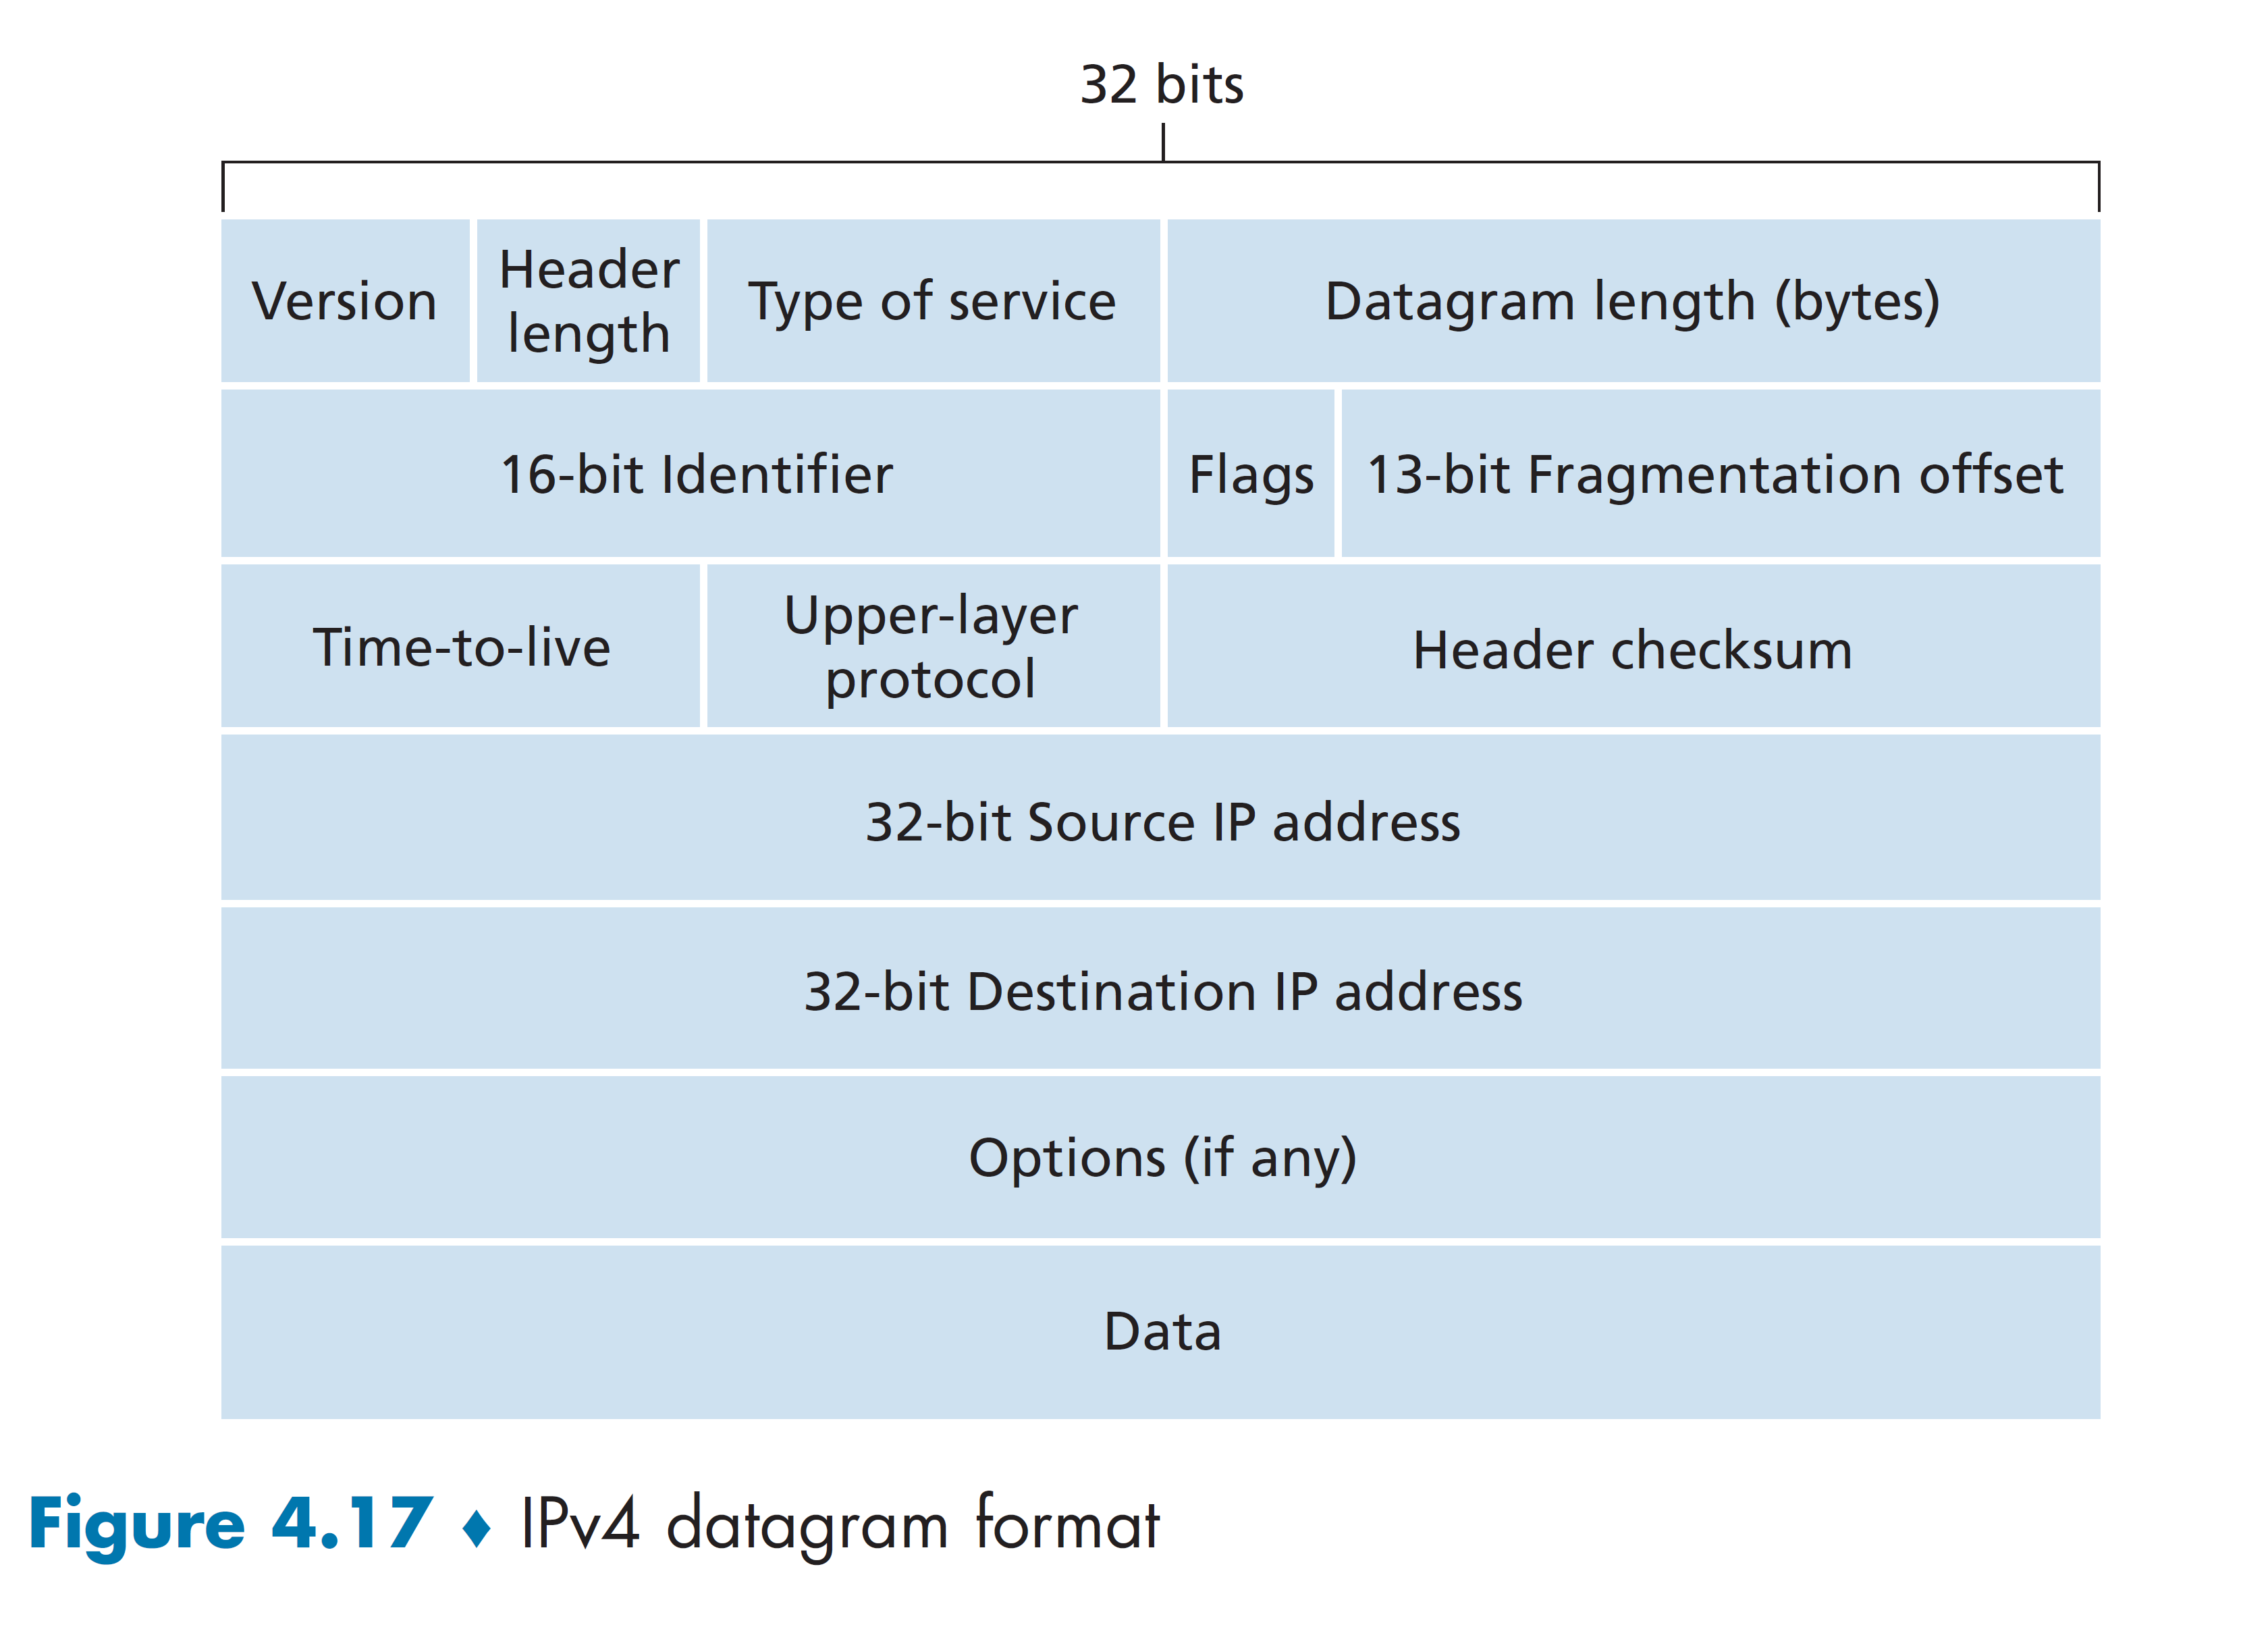 32 bits
Version
Header
length
Type of service
Datagram length (bytes)
16-bit Identifier
Flags
13-bit Fragmentation offset
Time-to-live
Upper-layer
protocol
Header checksum
32-bit Source IP address
32-bit Destination IP address
Options (if any)
Data
Figure 4.17 ♦ IPv4 datagram format